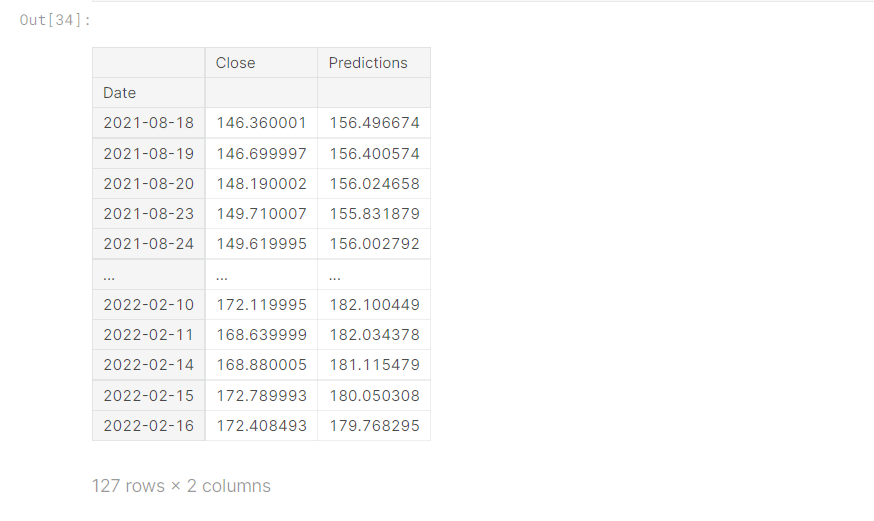 Out[34]:
Close Predictions
Date
2021-08-18 146.360001 156.496674
2021-08-19 146.699997 156.400574
2021-08-20 148.190002 156.024658
2021-08-23 149.710007 155.831879
2021-08-24 149.619995 156.002792
... ... ...
2022-02-10 172.119995 182.100449
2022-02-11 168.639999 182.034378
2022-02-14 168.880005 181.115479
2022-02-15 172.789993 180.050308
2022-02-16 172.408493 179.768295
127 rows × 2 columns